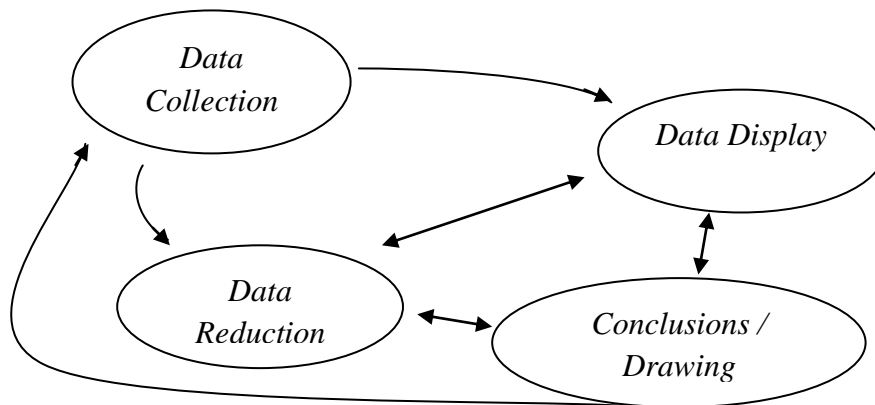 Data
Collection
Data Display
Data
Reduction
Conclusions /
Drawing